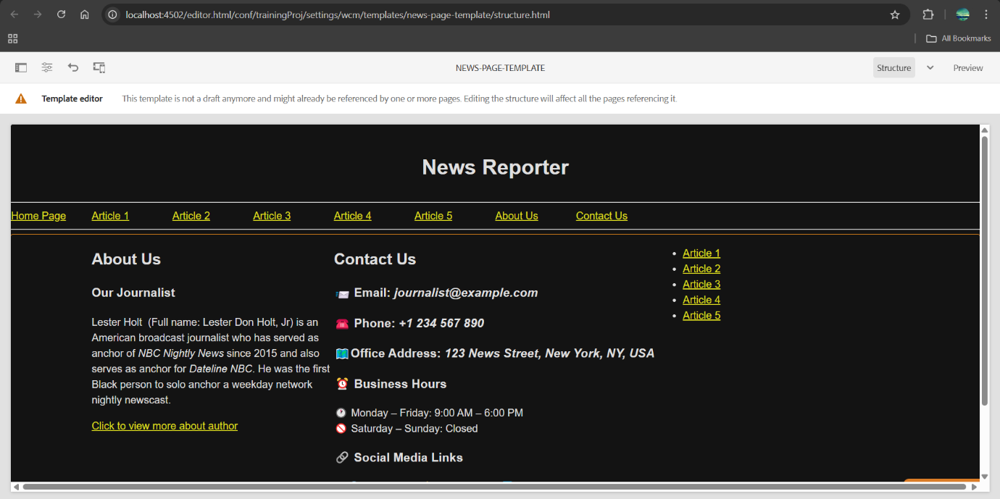 localhost:4502/editor.html/conf/trainingProj/settings/wcm/templates/news-page-template/structure.html
All Bookmarks
NEWS-PAGE-TEMPLATE
Structure
Preview
Template editor
This template is not a draft anymore and might already be referenced by one or more pages. Editing the structure will affect all the pages referencing it.
News Reporter
Home Page Article 1 Article 2 Article 3 Article 4 Article 5 About Us Contact Us
About Us
Our Journalist
Lester Holt (Full name: Lester Don Holt, Jr) is an
American broadcast journalist who has served as
anchor of NBC Nightly News since 2015 and also
serves as anchor for Dateline NBC. He was the first
Black person to solo anchor a weekday network
nightly newscast.
Click to view more about author
Contact Us
Email: journalist@example.com
Phone: +1 234 567 890
Office Address: 123 News Street, New York, NY, USA
Business Hours
Monday – Friday: 9:00 AM – 6:00 PM
Saturday – Sunday: Closed
Social Media Links
Article 1
Article 2
Article 3
Article 4
Article 5